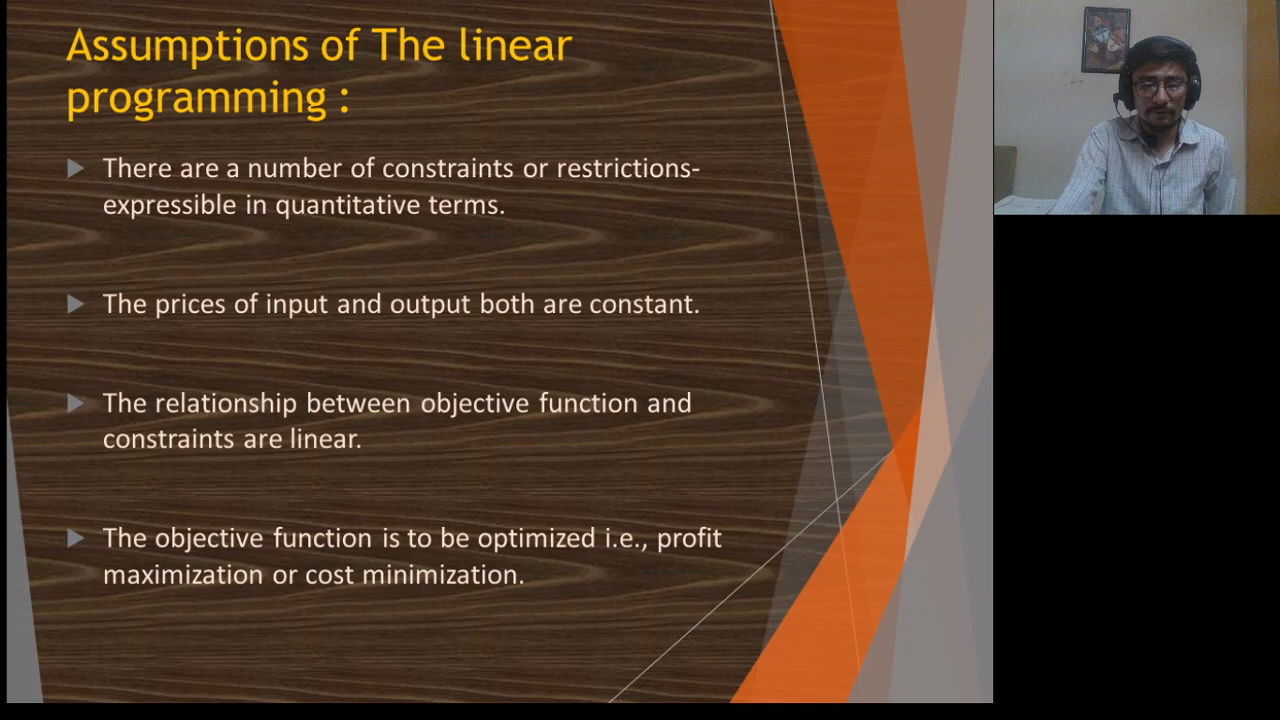 Assumptions of The linear
programming :
There are a number of constraints or restrictions-
expressible in quantitative terms.
The prices of input and output both are constant.
The relationship between objective function and
constraints are linear.
The objective function is to be optimized i.e., profit
maximization or cost minimization.